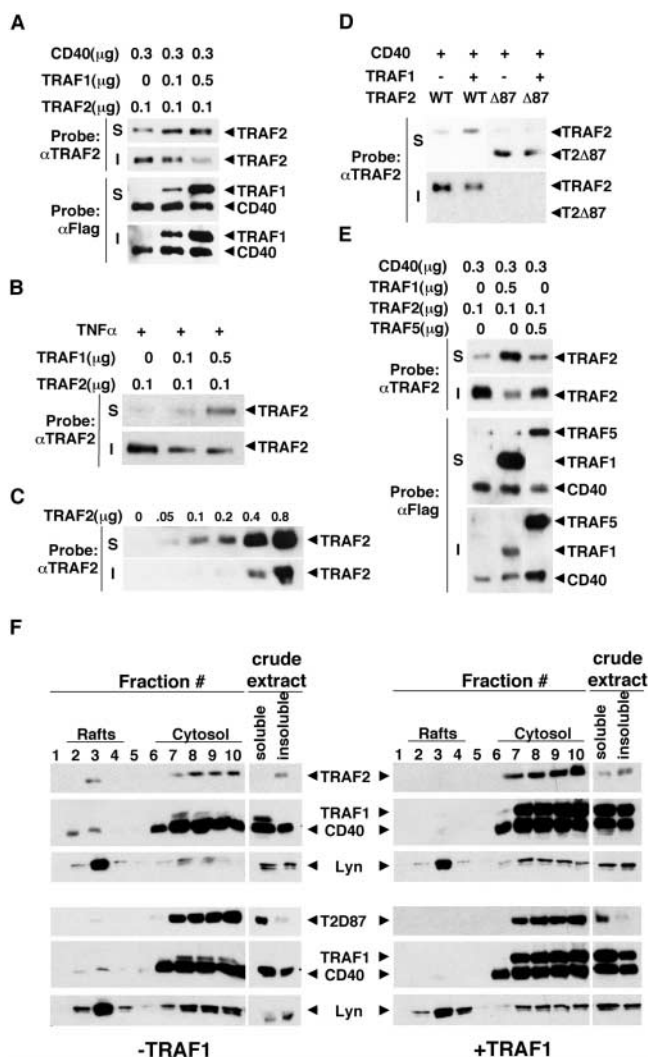 A
CD40(µg) 0.3 0.3 0.3
TRAF1(µg) 0 0.1 0.5
TRAF2(µg) 0.1 0.1 0.1
Probe: αTRAF2
S TRAF2
I TRAF2
Probe: αFlag
S TRAF1
CD40
I TRAF1
CD40
B
TNFα + + +
TRAF1(µg) 0 0.1 0.5
TRAF2(µg) 0.1 0.1 0.1
Probe: αTRAF2
S TRAF2
I TRAF2
C
TRAF2(µg) 0 .05 0.1 0.2 0.4 0.8
Probe: αTRAF2
S TRAF2
I TRAF2
D
CD40 + + + +
TRAF1 - + - +
TRAF2 WT WT Δ87 Δ87
Probe: αTRAF2
S TRAF2
T2Δ87
I TRAF2
T2Δ87
E
CD40(µg) 0.3 0.3 0.3
TRAF1(µg) 0 0.5 0
TRAF2(µg) 0.1 0.1 0.1
TRAF5(µg) 0 0 0.5
Probe: αTRAF2
S TRAF2
I TRAF2
Probe: αFlag
S TRAF5
TRAF1
CD40
I TRAF5
TRAF1
CD40
F
Fraction #
crude extract
Rafts Cytosol
soluble insoluble
1 2 3 4 5 6 7 8 9 10
Fraction #
crude extract
Rafts Cytosol
soluble insoluble
1 2 3 4 5 6 7 8 9 10
TRAF2
TRAF1
CD40
Lyn
T2D87
TRAF1
CD40
Lyn
-TRAF1
+TRAF1